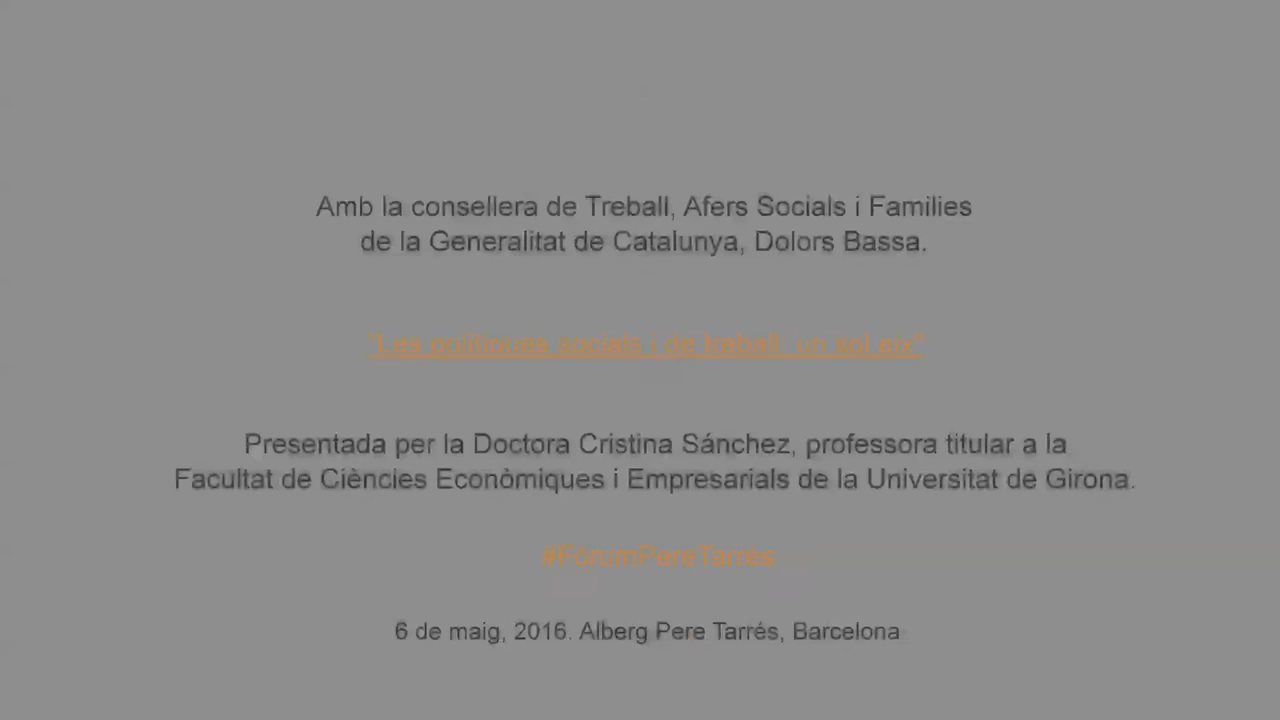 Amb la consellera de Treball, Afers Socials i Families
de la Generalitat de Catalunya, Dolors Bassa.
"Les polítiques socials i de treball, un sol eix"
Presentada per la Doctora Cristina Sánchez, professora titular a la
Facultat de Ciències Econòmiques i Empresarials de la Universitat de Girona.
#FòrumPereTarrés
6 de maig, 2016. Alberg Pere Tarrés, Barcelona